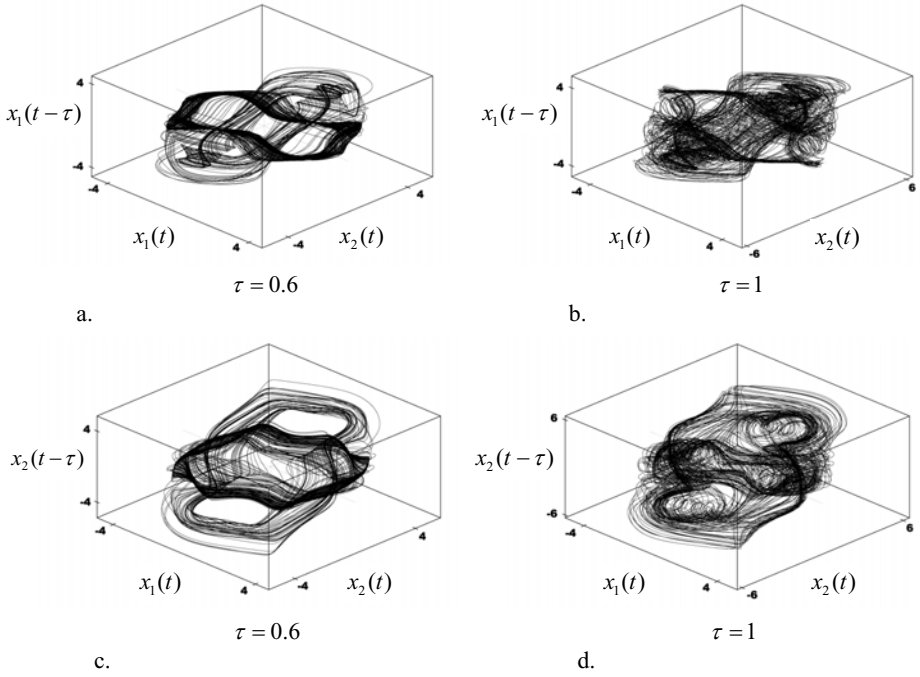 4
x₁(t − τ)
-4
-4
4
x₁(t)
4
-4
x₂(t)
τ = 0.6
a.
4
x₁(t − τ)
-4
-4
6
x₁(t)
4
-6
x₂(t)
τ = 1
b.
4
x₂(t − τ)
-4
-4
4
x₁(t)
4
-4
x₂(t)
τ = 0.6
c.
6
x₂(t − τ)
-6
-4
6
x₁(t)
4
-6
x₂(t)
τ = 1
d.